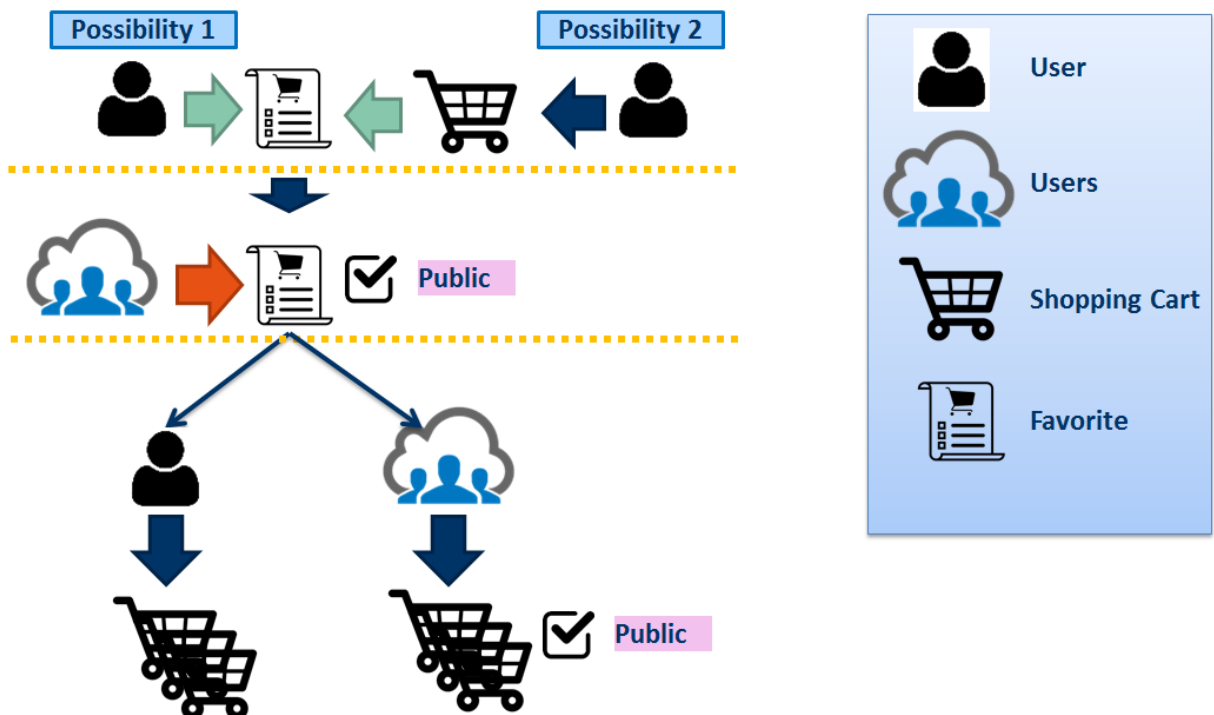 Possibility 1
Possibility 2
User
Users
Public
Shopping Cart
Favorite
Public